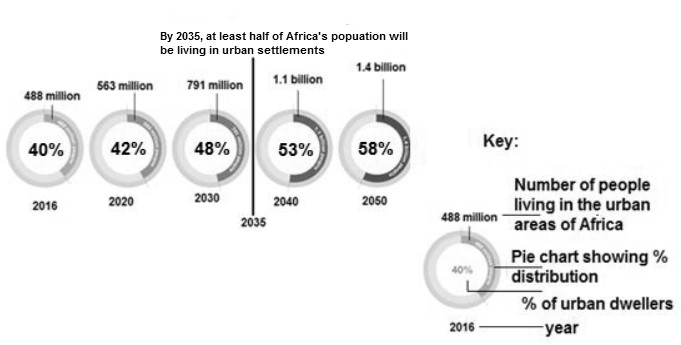 By 2035, at least half of Africa's popuation will
be living in urban settlements
488 million
563 million
791 million
1.1 billion
1.4 billion
40%
42%
48%
53%
58%
2016
2020
2030
2035
2040
2050
Key:
488 million
Number of people
living in the urban
areas of Africa
40%
Pie chart showing %
distribution
% of urban dwellers
2016
year